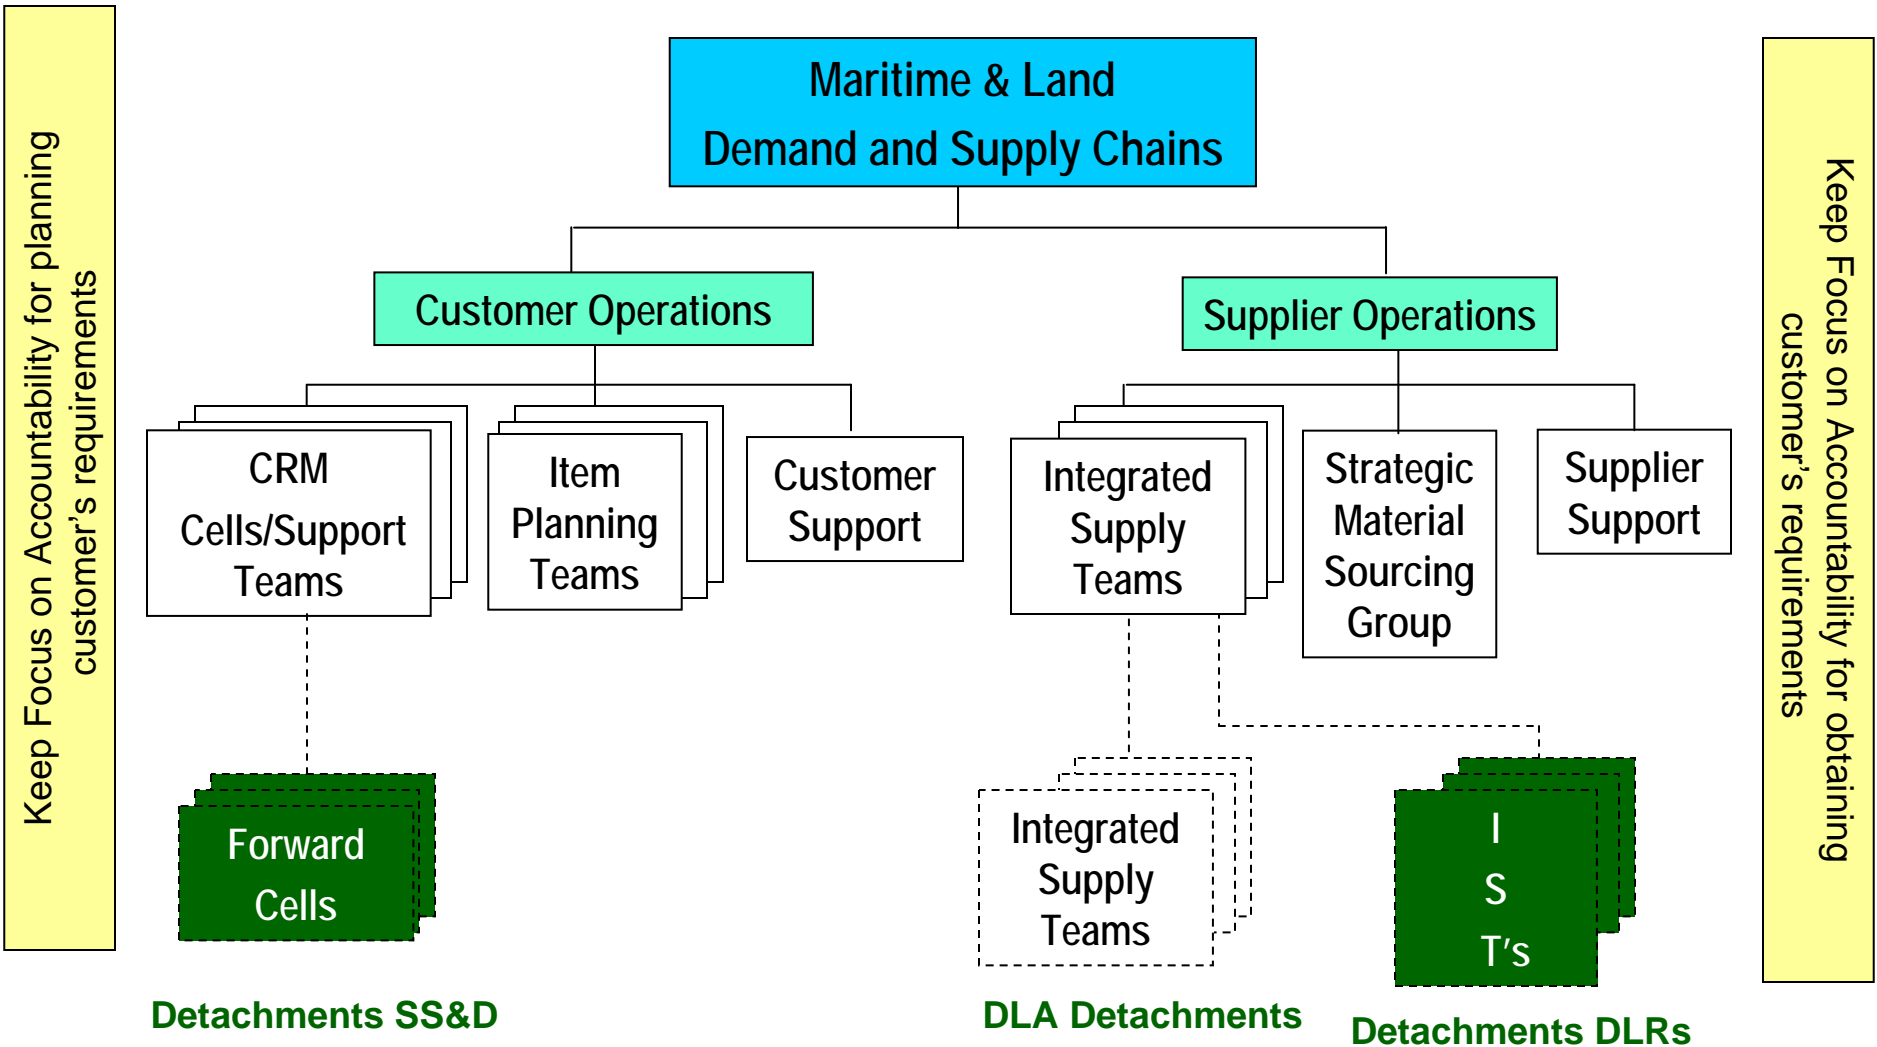 Keep Focus on Accountability for planning
customer's requirements
Maritime & Land
Demand and Supply Chains
Customer Operations
Supplier Operations
CRM
Cells/Support
Teams
Item
Planning
Teams
Customer
Support
Integrated
Supply
Teams
Strategic
Material
Sourcing
Group
Supplier
Support
Forward
Cells
Integrated
Supply
Teams
I
S
T's
Detachments SS&D
DLA Detachments
Detachments DLRs
Keep Focus on Accountability for obtaining
customer's requirements